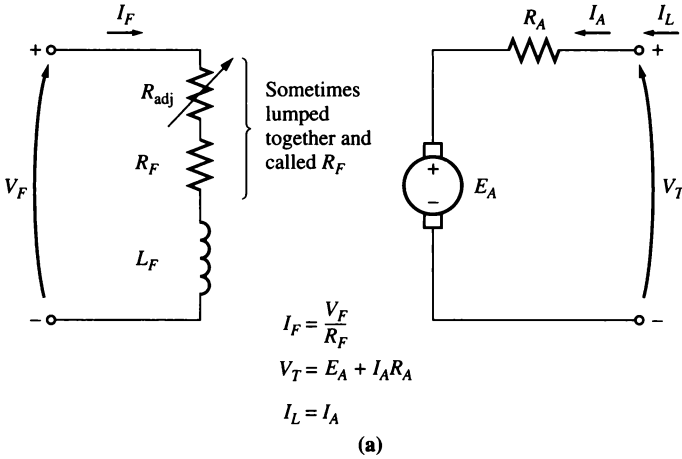 I_F
R_A
I_A
I_L
+
+
R_adj
Sometimes
lumped
together and
called R_F
V_F
R_F
+
−
E_A
V_T
L_F
−
−
I_F = V_F / R_F
V_T = E_A + I_A R_A
I_L = I_A
(a)